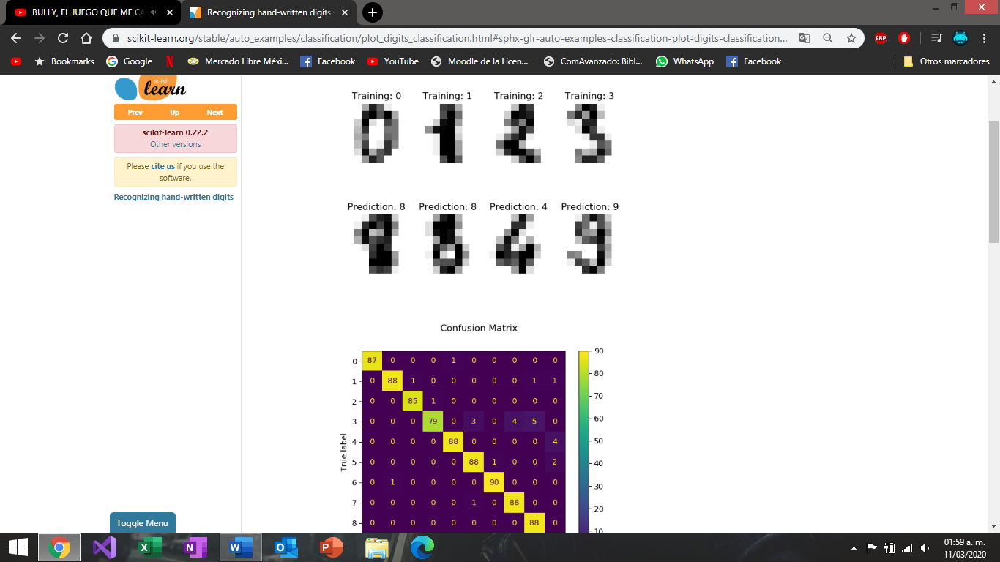 BULLY, EL JUEGO QUE ME CA
Recognizing hand-written digits
scikit-learn.org/stable/auto_examples/classification/plot_digits_classification.html#sphx-glr-auto-examples-classification-plot-digits-classification...
ABP
Bookmarks Google Mercado Libre Méxi... Facebook YouTube Moodle de la Licen... ComAvanzado: Bibl... WhatsApp Facebook Otros marcadores
scikit
learn
Prev Up Next
scikit-learn 0.22.2
Other versions
Please cite us if you use the
software.
Recognizing hand-written digits
Training: 0 Training: 1 Training: 2 Training: 3
Prediction: 8 Prediction: 8 Prediction: 4 Prediction: 9
Confusion Matrix
True label
0 87 0 0 0 1 0 0 0 0 0
1 0 88 1 0 0 0 0 0 1 1
2 0 0 85 1 0 0 0 0 0 0
3 0 0 0 79 0 3 0 4 5 0
4 0 0 0 0 88 0 0 0 0 4
5 0 0 0 0 0 88 1 0 0 2
6 0 1 0 0 0 0 90 0 0 0
7 0 0 0 0 0 1 0 88 0 0
8 0 0 0 0 0 0 0 0 88 0
90
80
70
60
50
40
30
20
10
Toggle Menu
01:59 a. m.
11/03/2020